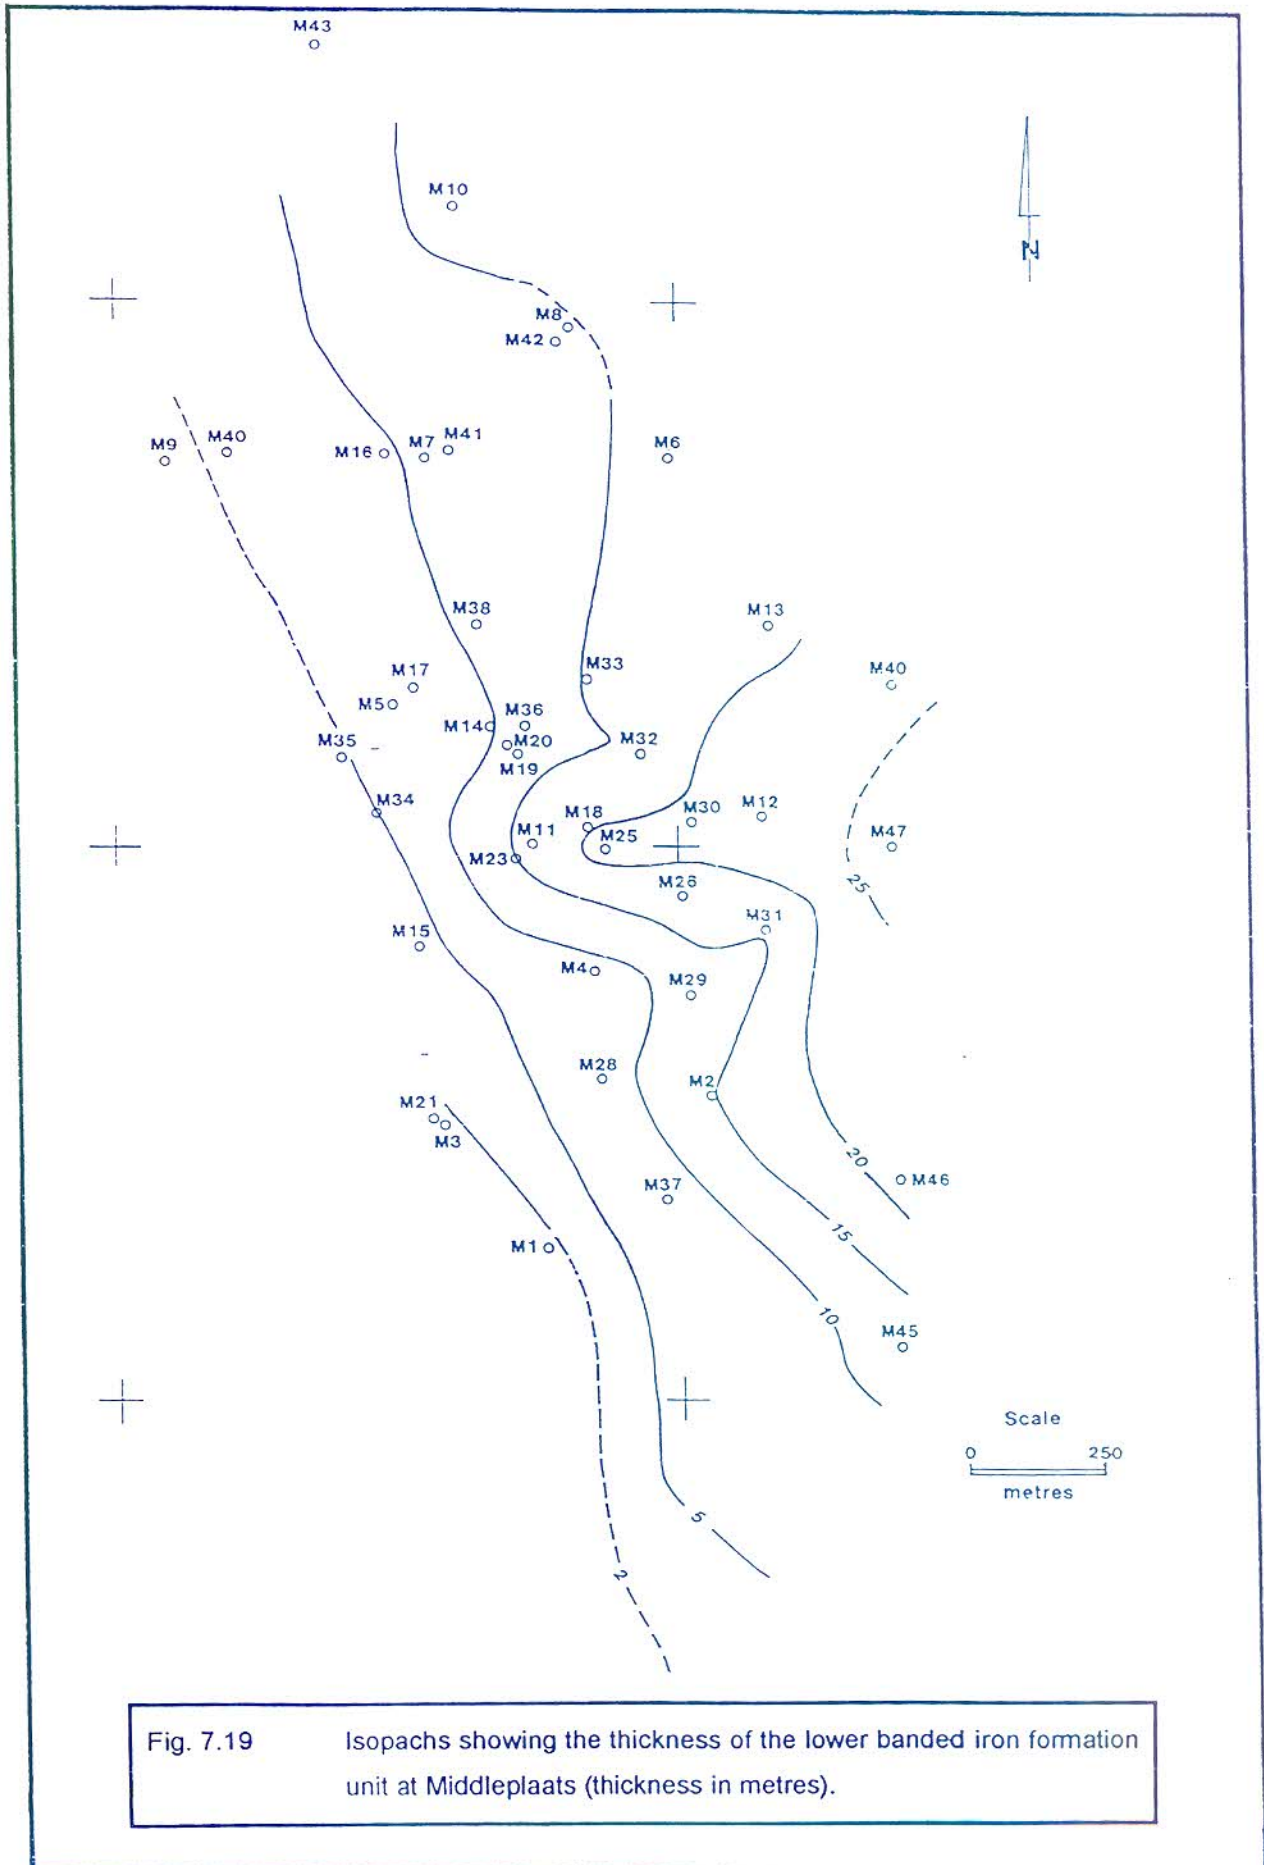 M43
M10
N
M8
M42
M9
M40
M16
M7
M41
M6
M38
M13
M17
M33
M40
M5
M14
M36
M20
M32
M35
M19
M34
M18
M30
M12
M11
M25
M47
M23
M26
25
M31
M15
M4
M29
M28
M2
M21
M3
20
M46
M37
15
M1
10
M45
Scale
0 250
metres
5
2
Fig. 7.19 Isopachs showing the thickness of the lower banded iron formation
unit at Middleplaats (thickness in metres).